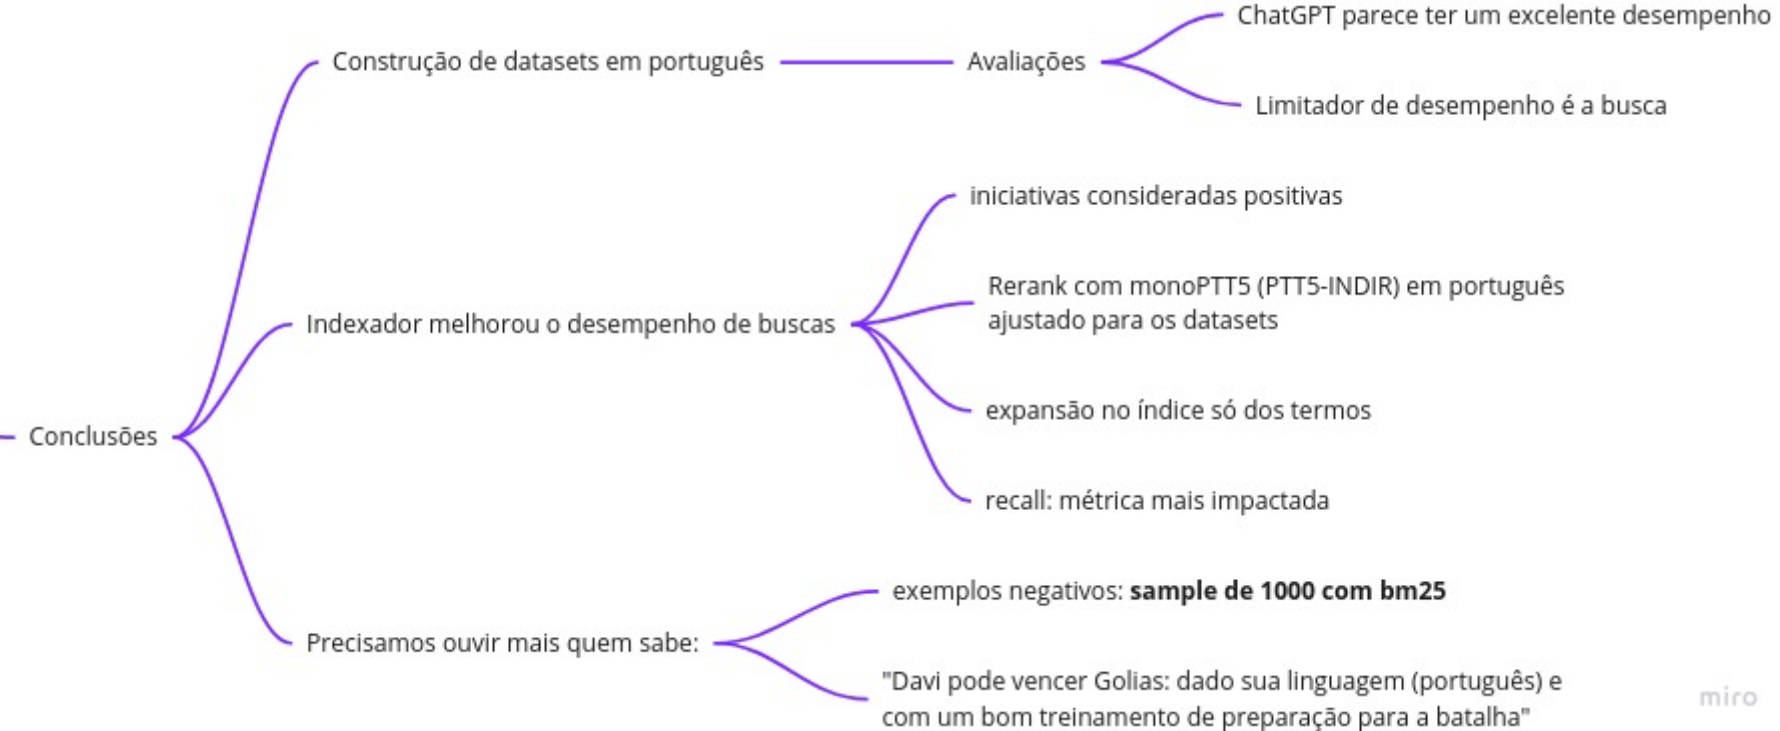 ChatGPT parece ter um excelente desempenho
Construção de datasets em português
Avaliações
Limitador de desempenho é a busca
iniciativas consideradas positivas
Rerank com monoPTT5 (PTT5-INDIR) em português
ajustado para os datasets
Indexador melhorou o desempenho de buscas
expansão no índice só dos termos
Conclusões
recall: métrica mais impactada
exemplos negativos: sample de 1000 com bm25
Precisamos ouvir mais quem sabe:
"Davi pode vencer Golias: dado sua linguagem (português) e
com um bom treinamento de preparação para a batalha"
miro